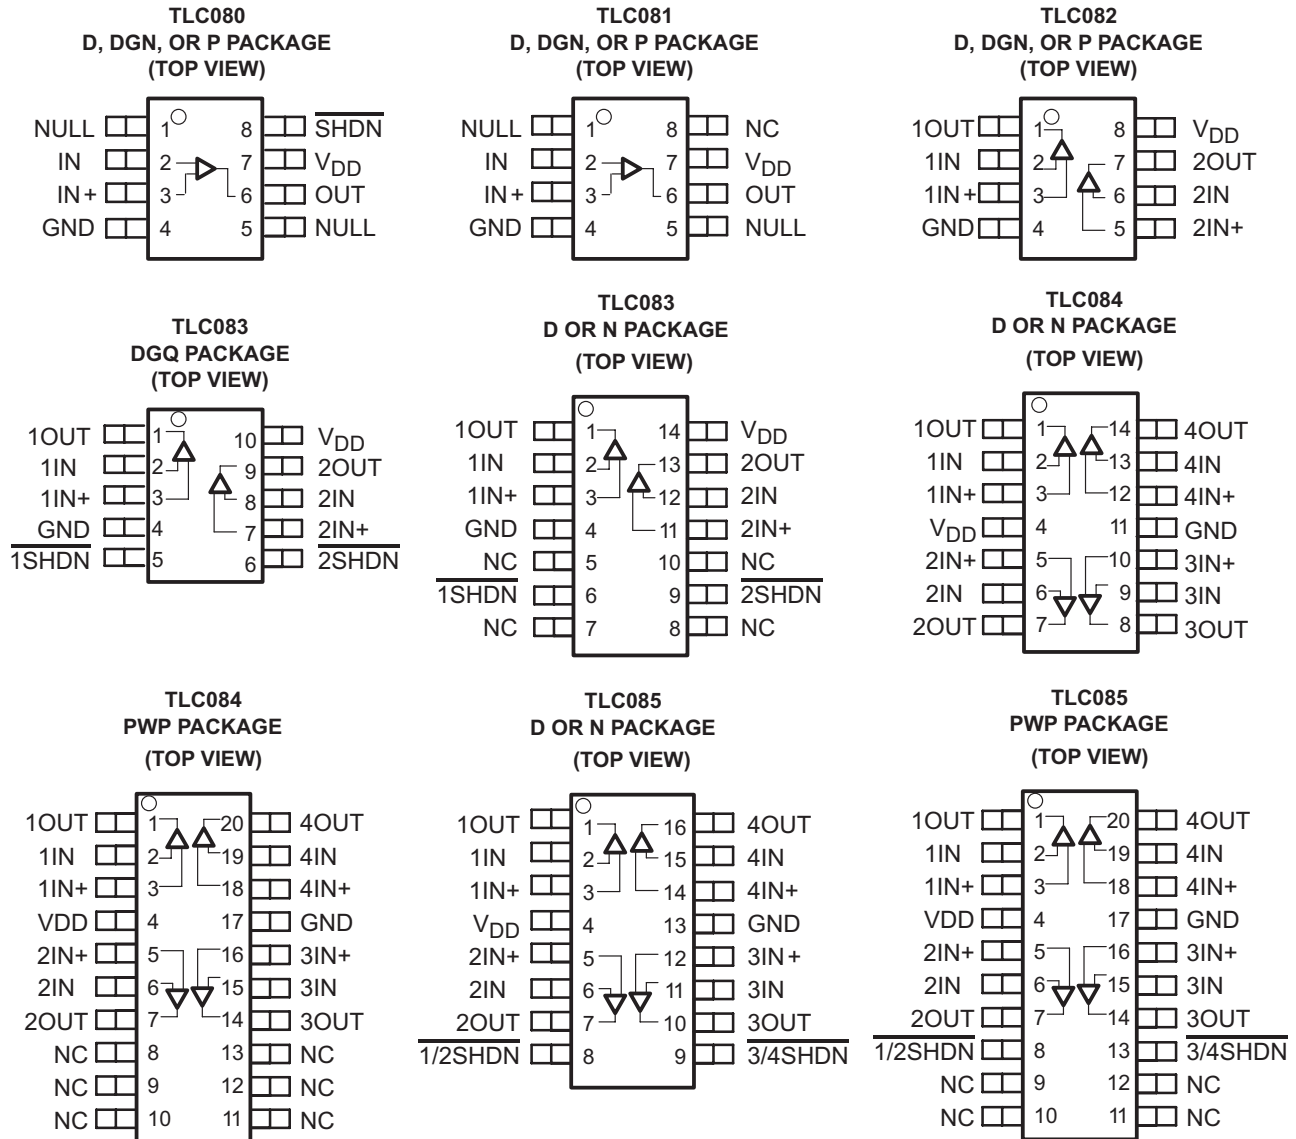 TLC080
D, DGN, OR P PACKAGE
(TOP VIEW)
NULL 1 8 SHDN
IN 2 7 VDD
IN+ 3 6 OUT
GND 4 5 NULL
TLC081
D, DGN, OR P PACKAGE
(TOP VIEW)
NULL 1 8 NC
IN 2 7 VDD
IN+ 3 6 OUT
GND 4 5 NULL
TLC082
D, DGN, OR P PACKAGE
(TOP VIEW)
1OUT 1 8 VDD
1IN 2 7 2OUT
1IN+ 3 6 2IN
GND 4 5 2IN+
TLC083
DGQ PACKAGE
(TOP VIEW)
1OUT 1 10 VDD
1IN 2 9 2OUT
1IN+ 3 8 2IN
GND 4 7 2IN+
1SHDN 5 6 2SHDN
TLC083
D OR N PACKAGE
(TOP VIEW)
1OUT 1 14 VDD
1IN 2 13 2OUT
1IN+ 3 12 2IN
GND 4 11 2IN+
NC 5 10 NC
1SHDN 6 9 2SHDN
NC 7 8 NC
TLC084
D OR N PACKAGE
(TOP VIEW)
1OUT 1 14 4OUT
1IN 2 13 4IN
1IN+ 3 12 4IN+
VDD 4 11 GND
2IN+ 5 10 3IN+
2IN 6 9 3IN
2OUT 7 8 3OUT
TLC084
PWP PACKAGE
(TOP VIEW)
1OUT 1 20 4OUT
1IN 2 19 4IN
1IN+ 3 18 4IN+
VDD 4 17 GND
2IN+ 5 16 3IN+
2IN 6 15 3IN
2OUT 7 14 3OUT
NC 8 13 NC
NC 9 12 NC
NC 10 11 NC
TLC085
D OR N PACKAGE
(TOP VIEW)
1OUT 1 16 4OUT
1IN 2 15 4IN
1IN+ 3 14 4IN+
VDD 4 13 GND
2IN+ 5 12 3IN+
2IN 6 11 3IN
2OUT 7 10 3OUT
1/2SHDN 8 9 3/4SHDN
TLC085
PWP PACKAGE
(TOP VIEW)
1OUT 1 20 4OUT
1IN 2 19 4IN
1IN+ 3 18 4IN+
VDD 4 17 GND
2IN+ 5 16 3IN+
2IN 6 15 3IN
2OUT 7 14 3OUT
1/2SHDN 8 13 3/4SHDN
NC 9 12 NC
NC 10 11 NC